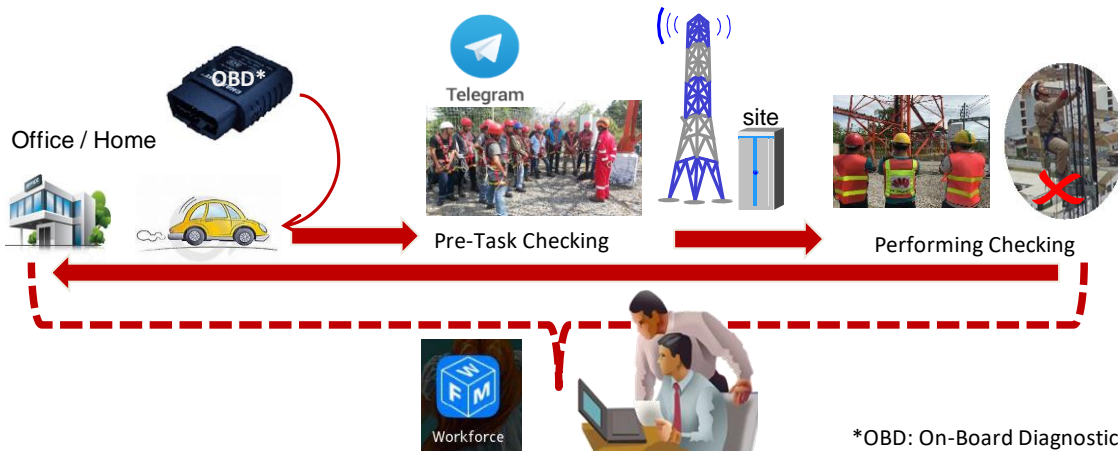 OBD*
Telegram
site
Office / Home
Pre-Task Checking
Performing Checking
W
F M
Workforce
*OBD: On-Board Diagnostic